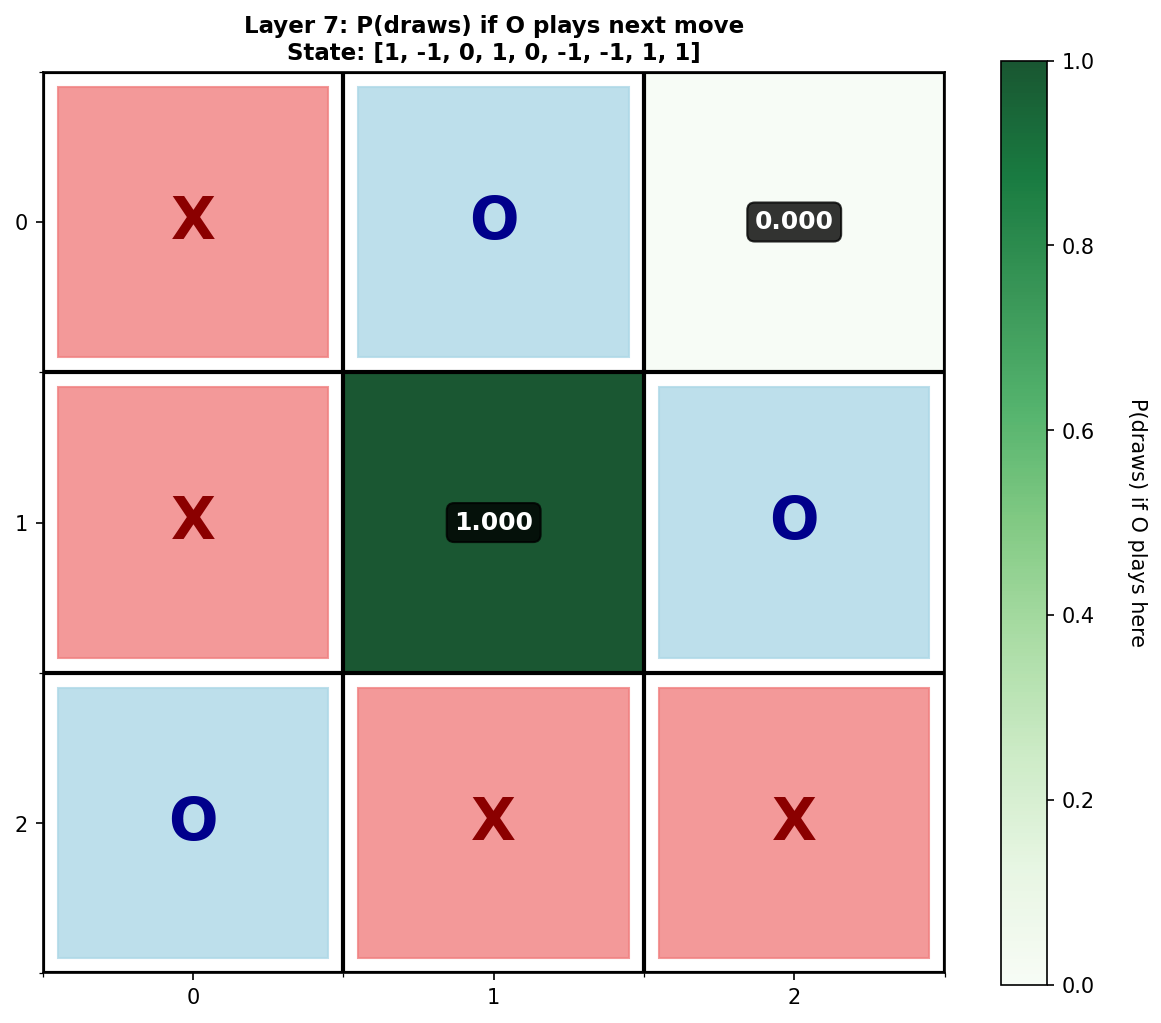 Layer 7: P(draws) if O plays next move
State: [1, -1, 0, 1, 0, -1, -1, 1, 1]
X O 0.000
X 1.000 O
O X X
0
1
2
0 1 2
1.0
0.8
0.6
0.4
0.2
0.0
P(draws) if O plays here